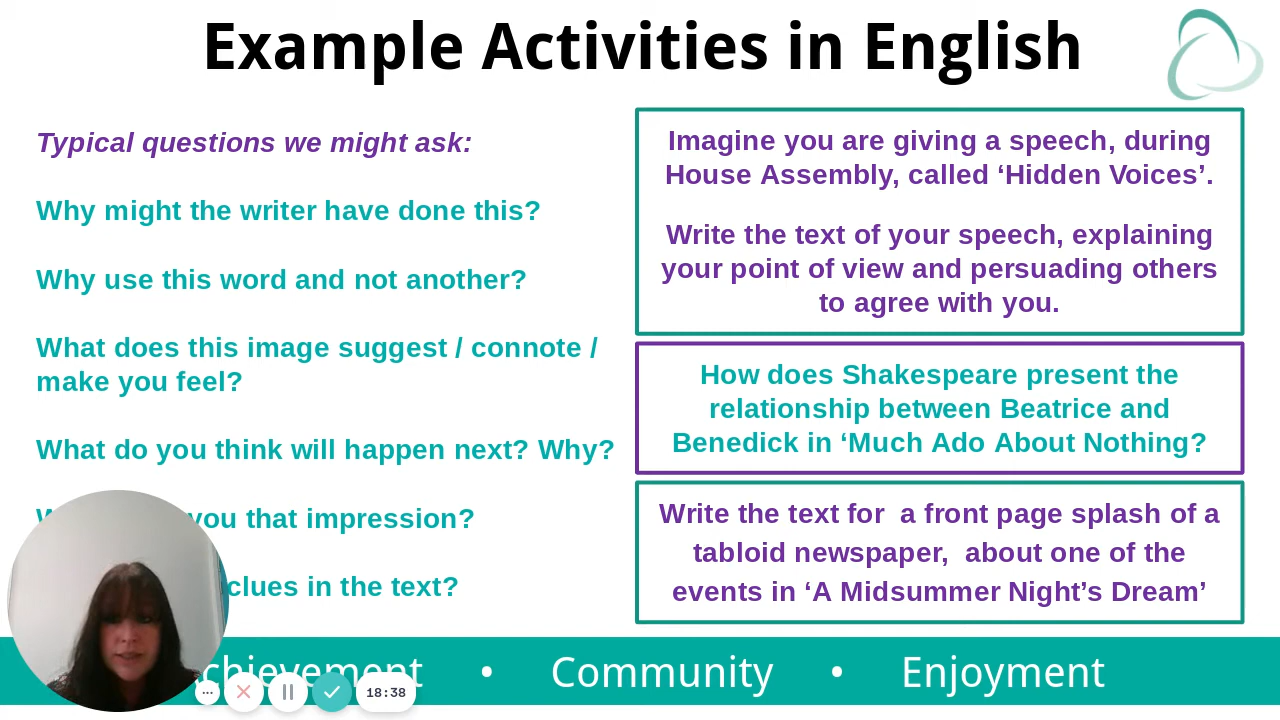 Example Activities in English
Typical questions we might ask:
Why might the writer have done this?
Why use this word and not another?
What does this image suggest / connote /
make you feel?
What do you think will happen next? Why?
you that impression?
clues in the text?
Imagine you are giving a speech, during
House Assembly, called ‘Hidden Voices’.
Write the text of your speech, explaining
your point of view and persuading others
to agree with you.
How does Shakespeare present the
relationship between Beatrice and
Benedick in ‘Much Ado About Nothing?
Write the text for a front page splash of a
tabloid newspaper, about one of the
events in ‘A Midsummer Night’s Dream’
chievement • Community • Enjoyment
18:38